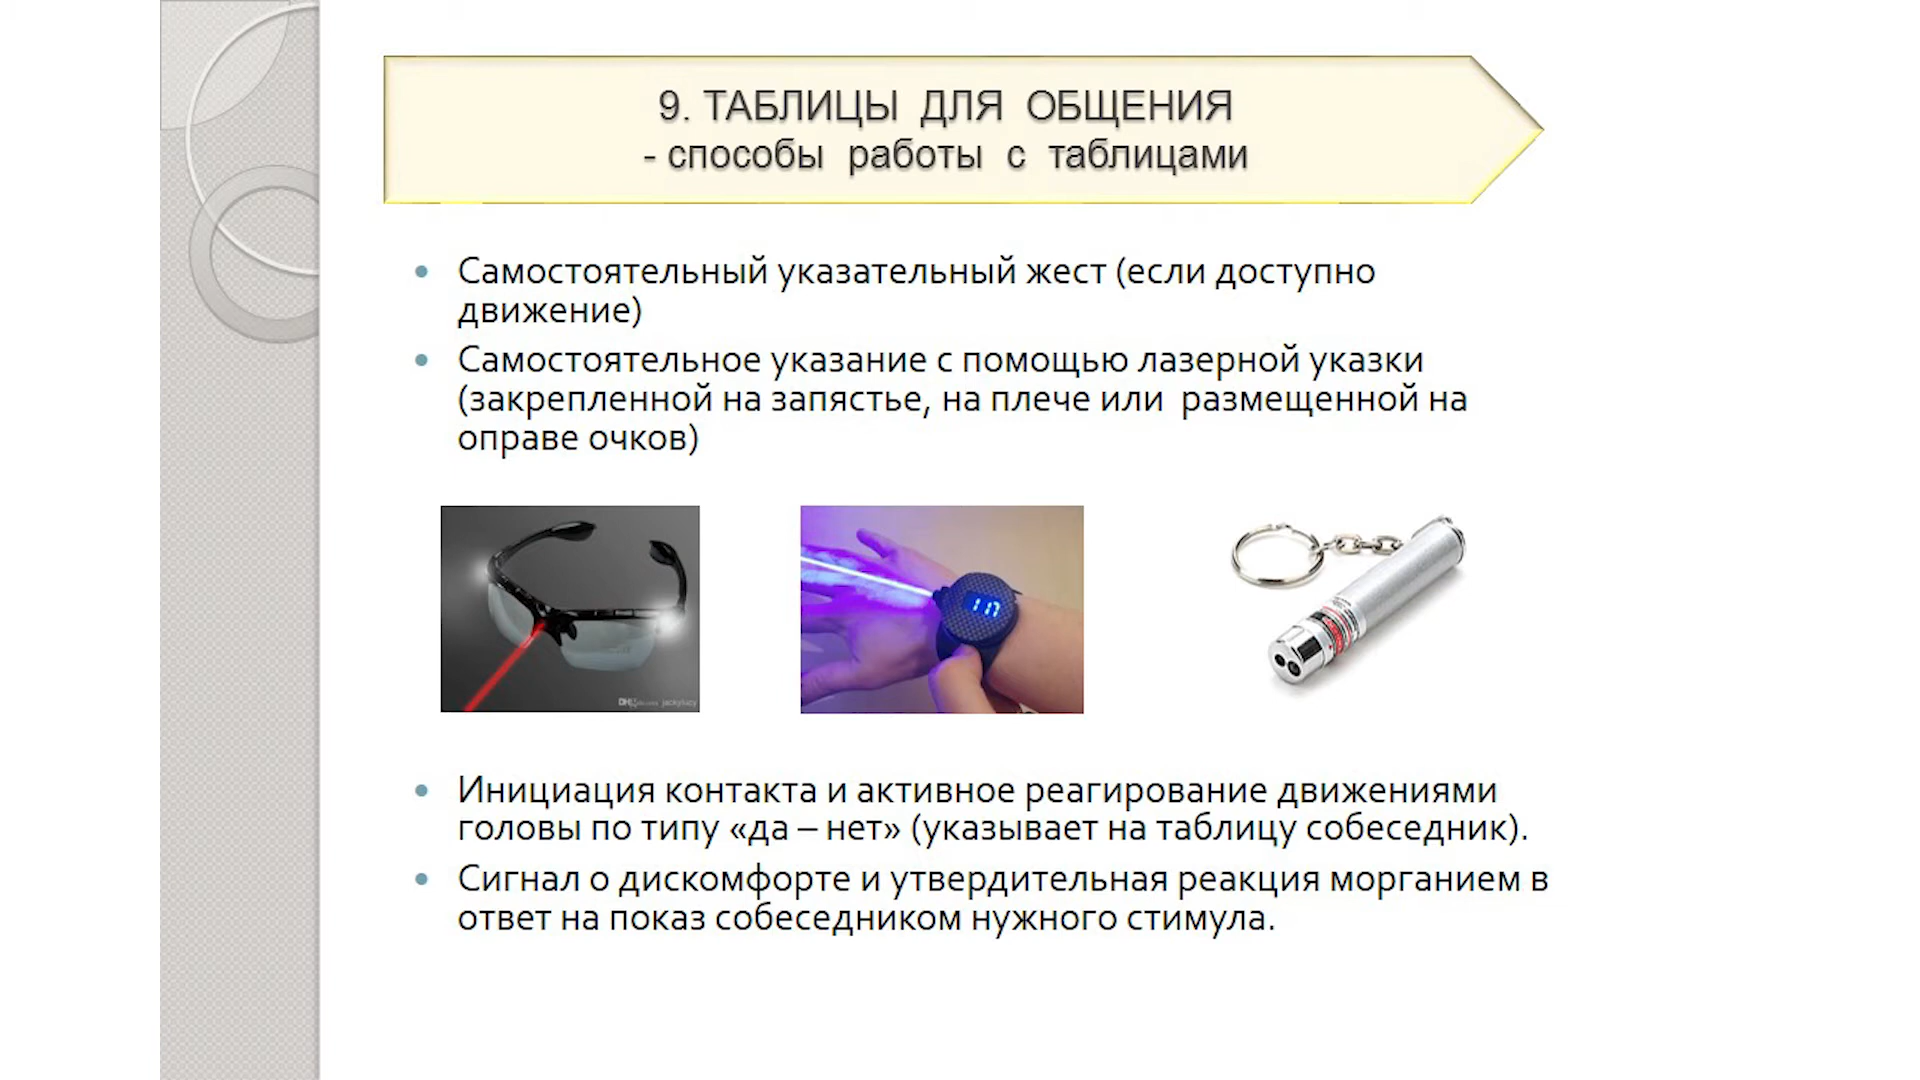 9. ТАБЛИЦЫ ДЛЯ ОБЩЕНИЯ
- способы работы с таблицами
• Самостоятельный указательный жест (если доступно
движение)
• Самостоятельное указание с помощью лазерной указки
(закрепленной на запястье, на плече или размещенной на
оправе очков)
• Инициация контакта и активное реагирование движениями
головы по типу «да – нет» (указывает на таблицу собеседник).
• Сигнал о дискомфорте и утвердительная реакция морганием в
ответ на показ собеседником нужного стимула.